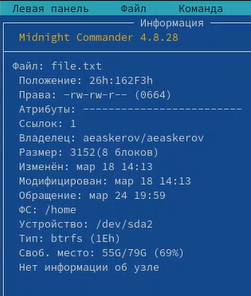 Левая панель Файл Команда
Информация
Midnight Commander 4.8.28
Файл: file.txt
Положение: 26h:162F3h
Права: -rw-rw-r-- (0664)
Атрибуты: -------------------------
Ссылок: 1
Владелец: aeaskerov/aeaskerov
Размер: 3152(8 блоков)
Изменён: мар 18 14:13
Модифицирован: мар 18 14:13
Обращение: мар 24 19:59
ФС: /home
Устройство: /dev/sda2
Тип: btrfs (1Eh)
Своб. место: 55G/79G (69%)
Нет информации об узле